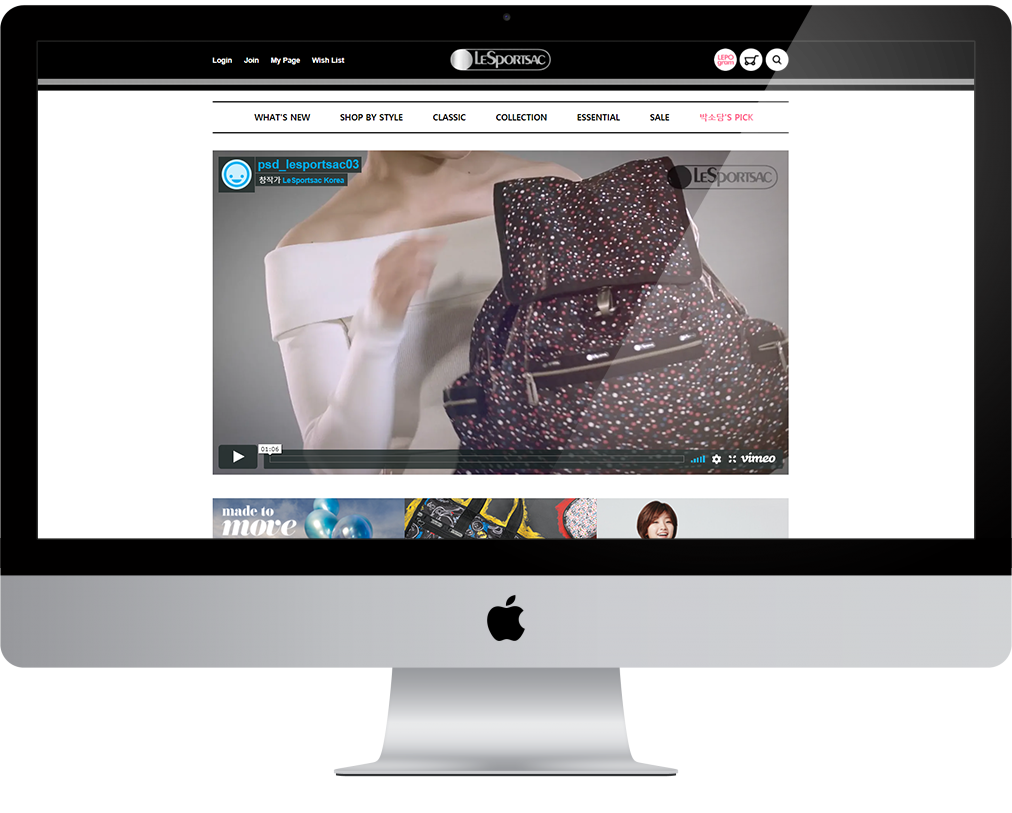 Login Join My Page Wish List
LESPORTSAC
LEPO
gram
WHAT'S NEW SHOP BY STYLE CLASSIC COLLECTION ESSENTIAL SALE 박소담'S PICK
psd_lesportsac03
창작가 LeSportsac Korea
LESPORTSAC
01:06
vimeo
made to
move